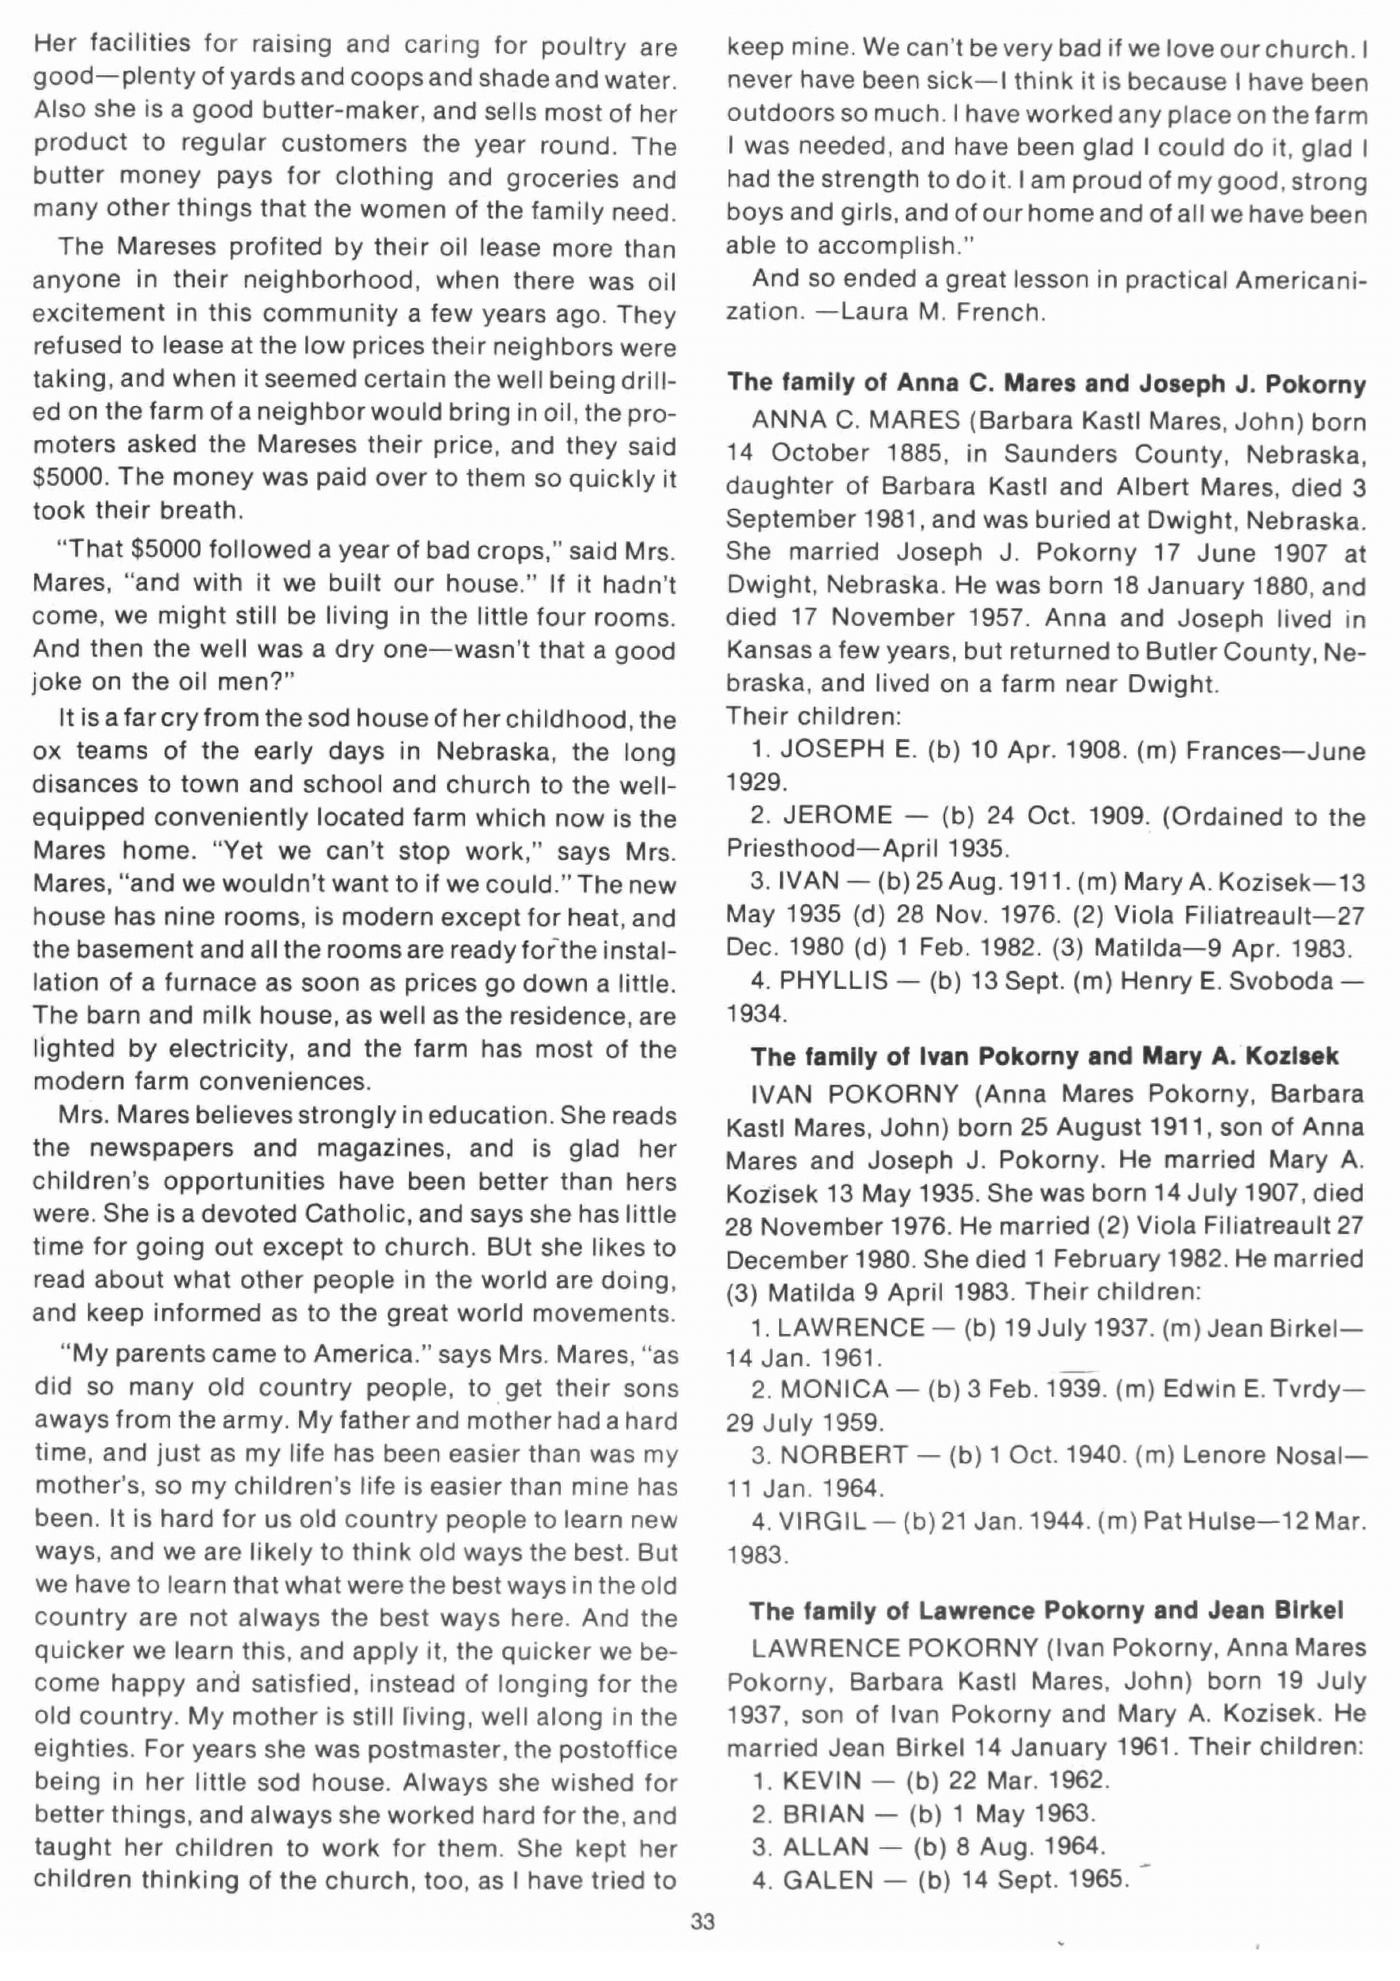 Her facilities for raising and caring for poultry are
good—plenty of yards and coops and shade and water.
Also she is a good butter-maker, and sells most of her
product to regular customers the year round. The
butter money pays for clothing and groceries and
many other things that the women of the family need.
The Mareses profited by their oil lease more than
anyone in their neighborhood, when there was oil
excitement in this community a few years ago. They
refused to lease at the low prices their neighbors were
taking, and when it seemed certain the well being drill-
ed on the farm of a neighbor would bring in oil, the pro-
moters asked the Mareses their price, and they said
$5000. The money was paid over to them so quickly it
took their breath.
"That $5000 followed a year of bad crops," said Mrs.
Mares, "and with it we built our house." If it hadn't
come, we might still be living in the little four rooms.
And then the well was a dry one—wasn't that a good
joke on the oil men?"
It is a far cry from the sod house of her childhood, the
ox teams of the early days in Nebraska, the long
disances to town and school and church to the well-
equipped conveniently located farm which now is the
Mares home. "Yet we can't stop work," says Mrs.
Mares, "and we wouldn't want to if we could." The new
house has nine rooms, is modern except for heat, and
the basement and all the rooms are ready for the instal-
lation of a furnace as soon as prices go down a little.
The barn and milk house, as well as the residence, are
lighted by electricity, and the farm has most of the
modern farm conveniences.
Mrs. Mares believes strongly in education. She reads
the newspapers and magazines, and is glad her
children's opportunities have been better than hers
were. She is a devoted Catholic, and says she has little
time for going out except to church. BUt she likes to
read about what other people in the world are doing,
and keep informed as to the great world movements.
"My parents came to America." says Mrs. Mares, "as
did so many old country people, to get their sons
aways from the army. My father and mother had a hard
time, and just as my life has been easier than was my
mother's, so my children's life is easier than mine has
been. It is hard for us old country people to learn new
ways, and we are likely to think old ways the best. But
we have to learn that what were the best ways in the old
country are not always the best ways here. And the
quicker we learn this, and apply it, the quicker we be-
come happy and satisfied, instead of longing for the
old country. My mother is still living, well along in the
eighties. For years she was postmaster, the postoffice
being in her little sod house. Always she wished for
better things, and always she worked hard for the, and
taught her children to work for them. She kept her
children thinking of the church, too, as I have tried to
keep mine. We can't be very bad if we love our church. I
never have been sick—I think it is because I have been
outdoors so much. I have worked any place on the farm
I was needed, and have been glad I could do it, glad I
had the strength to do it. I am proud of my good, strong
boys and girls, and of our home and of all we have been
able to accomplish."
And so ended a great lesson in practical Americani-
zation. —Laura M. French.
The family of Anna C. Mares and Joseph J. Pokorny
ANNA C. MARES (Barbara Kastl Mares, John) born
14 October 1885, in Saunders County, Nebraska,
daughter of Barbara Kastl and Albert Mares, died 3
September 1981, and was buried at Dwight, Nebraska.
She married Joseph J. Pokorny 17 June 1907 at
Dwight, Nebraska. He was born 18 January 1880, and
died 17 November 1957. Anna and Joseph lived in
Kansas a few years, but returned to Butler County, Ne-
braska, and lived on a farm near Dwight.
Their children:
1. JOSEPH E. (b) 10 Apr. 1908. (m) Frances—June
1929.
2. JEROME — (b) 24 Oct. 1909. (Ordained to the
Priesthood—April 1935.
3. IVAN — (b) 25 Aug. 1911. (m) Mary A. Kozisek—13
May 1935 (d) 28 Nov. 1976. (2) Viola Filiatreault—27
Dec. 1980 (d) 1 Feb. 1982. (3) Matilda—9 Apr. 1983.
4. PHYLLIS — (b) 13 Sept. (m) Henry E. Svoboda —
1934.
The family of Ivan Pokorny and Mary A. Kozisek
IVAN POKORNY (Anna Mares Pokorny, Barbara
Kastl Mares, John) born 25 August 1911, son of Anna
Mares and Joseph J. Pokorny. He married Mary A.
Kozisek 13 May 1935. She was born 14 July 1907, died
28 November 1976. He married (2) Viola Filiatreault 27
December 1980. She died 1 February 1982. He married
(3) Matilda 9 April 1983. Their children:
1. LAWRENCE — (b) 19 July 1937. (m) Jean Birkel—
14 Jan. 1961.
2. MONICA — (b) 3 Feb. 1939. (m) Edwin E. Tvrdy—
29 July 1959.
3. NORBERT — (b) 1 Oct. 1940. (m) Lenore Nosal—
11 Jan. 1964.
4. VIRGIL — (b) 21 Jan. 1944. (m) Pat Hulse—12 Mar.
1983.
The family of Lawrence Pokorny and Jean Birkel
LAWRENCE POKORNY (Ivan Pokorny, Anna Mares
Pokorny, Barbara Kastl Mares, John) born 19 July
1937, son of Ivan Pokorny and Mary A. Kozisek. He
married Jean Birkel 14 January 1961. Their children:
1. KEVIN — (b) 22 Mar. 1962.
2. BRIAN — (b) 1 May 1963.
3. ALLAN — (b) 8 Aug. 1964.
4. GALEN — (b) 14 Sept. 1965.
33